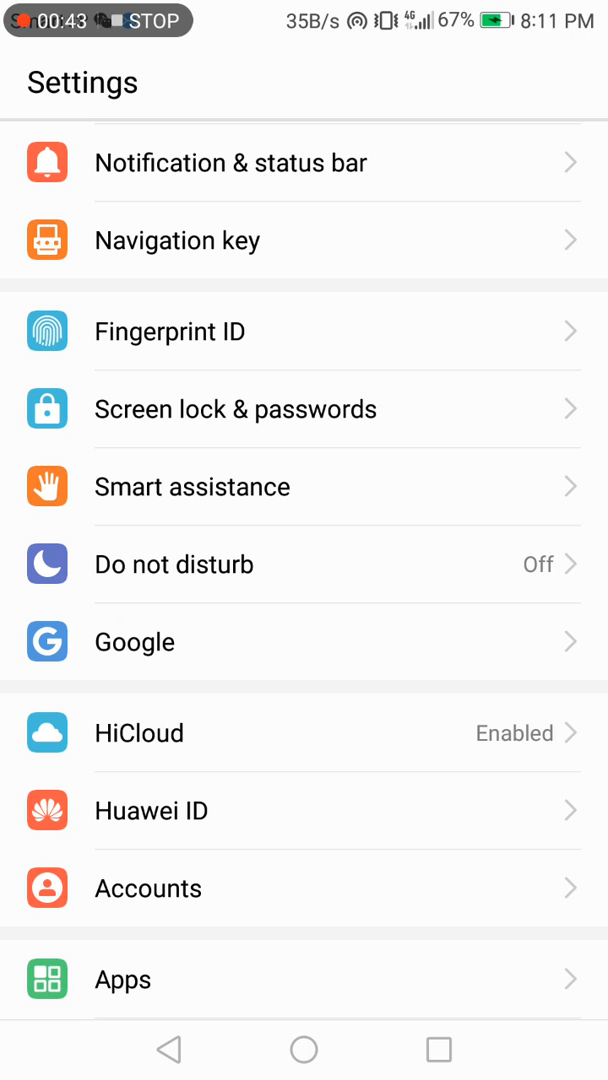 00:43 STOP 35B/s 4G 67% 8:11 PM
Settings
Notification & status bar
Navigation key
Fingerprint ID
Screen lock & passwords
Smart assistance
Do not disturb Off
Google
HiCloud Enabled
Huawei ID
Accounts
Apps